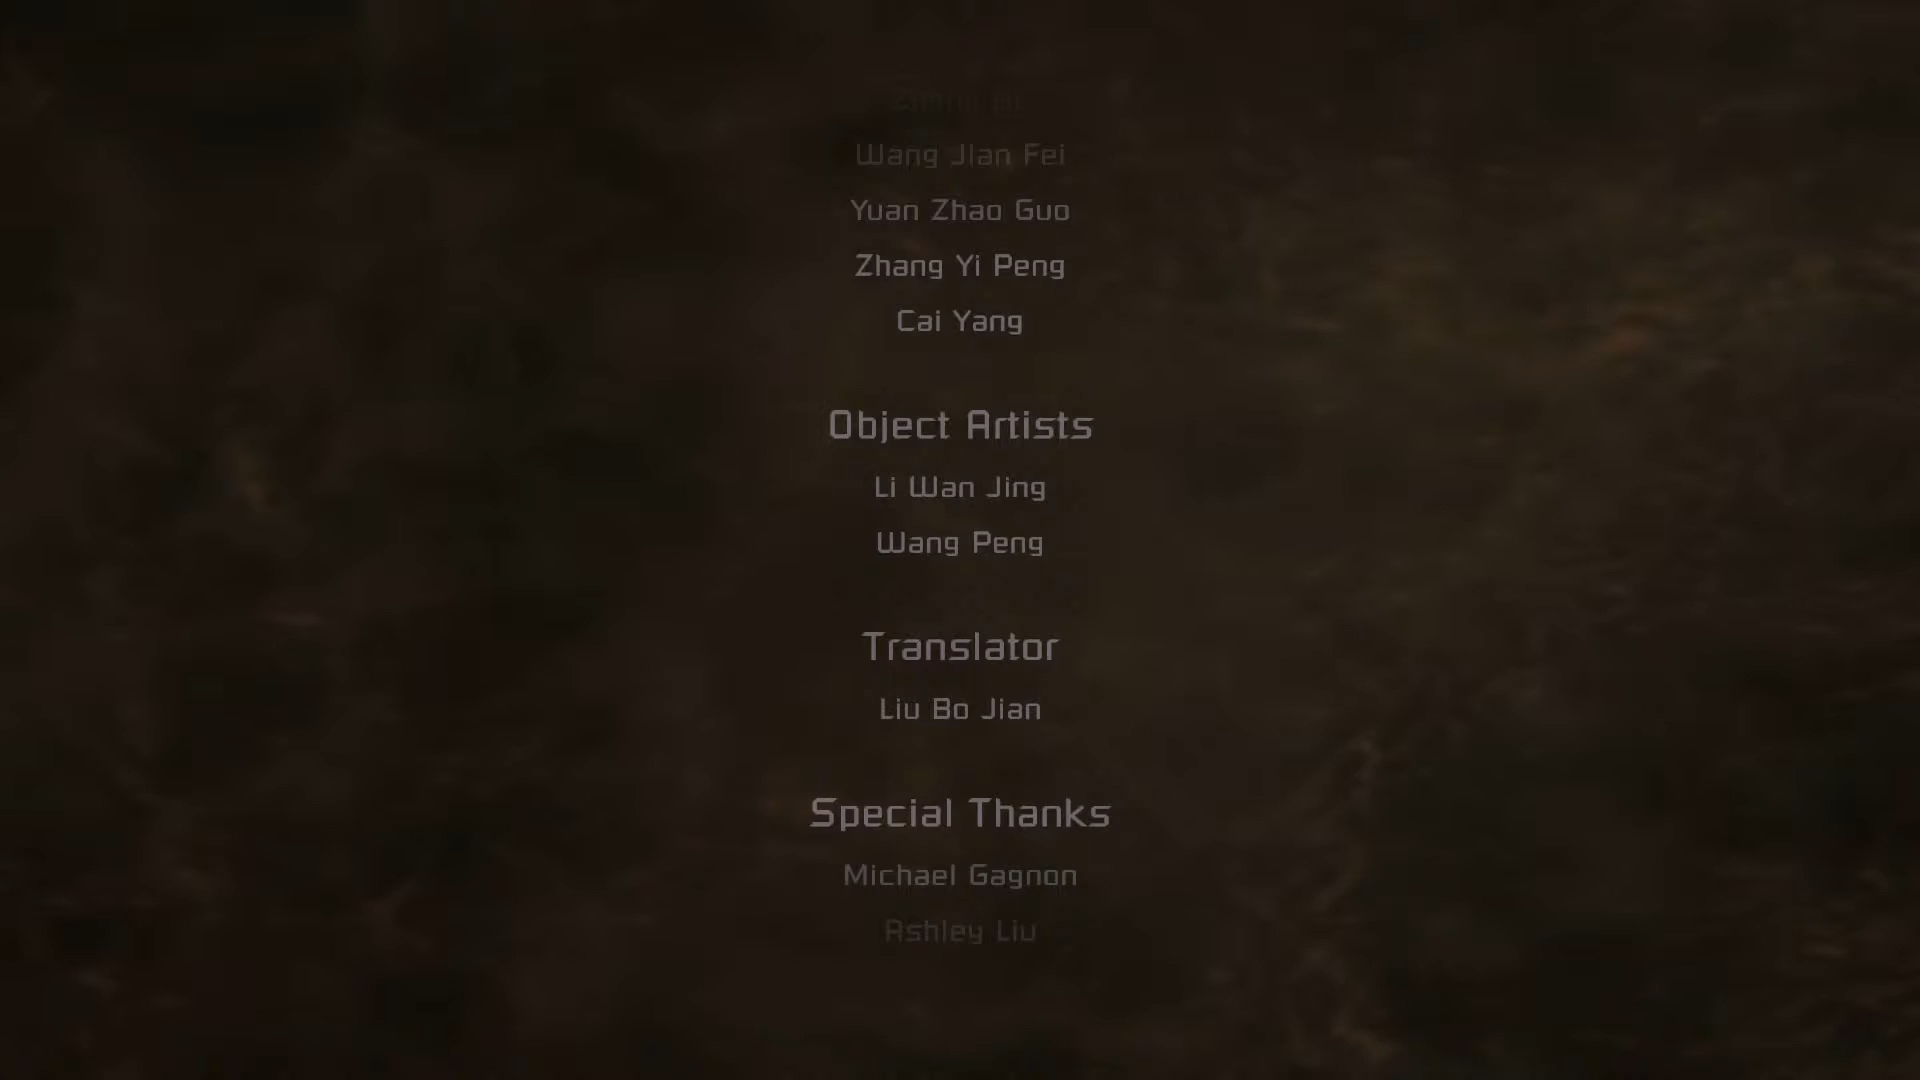 Wang Jian Fei
Yuan Zhao Guo
Zhang Yi Peng
Cai Yang
Object Artists
Li Wan Jing
Wang Peng
Translator
Liu Bo Jian
Special Thanks
Michael Gagnon
Ashley Liu